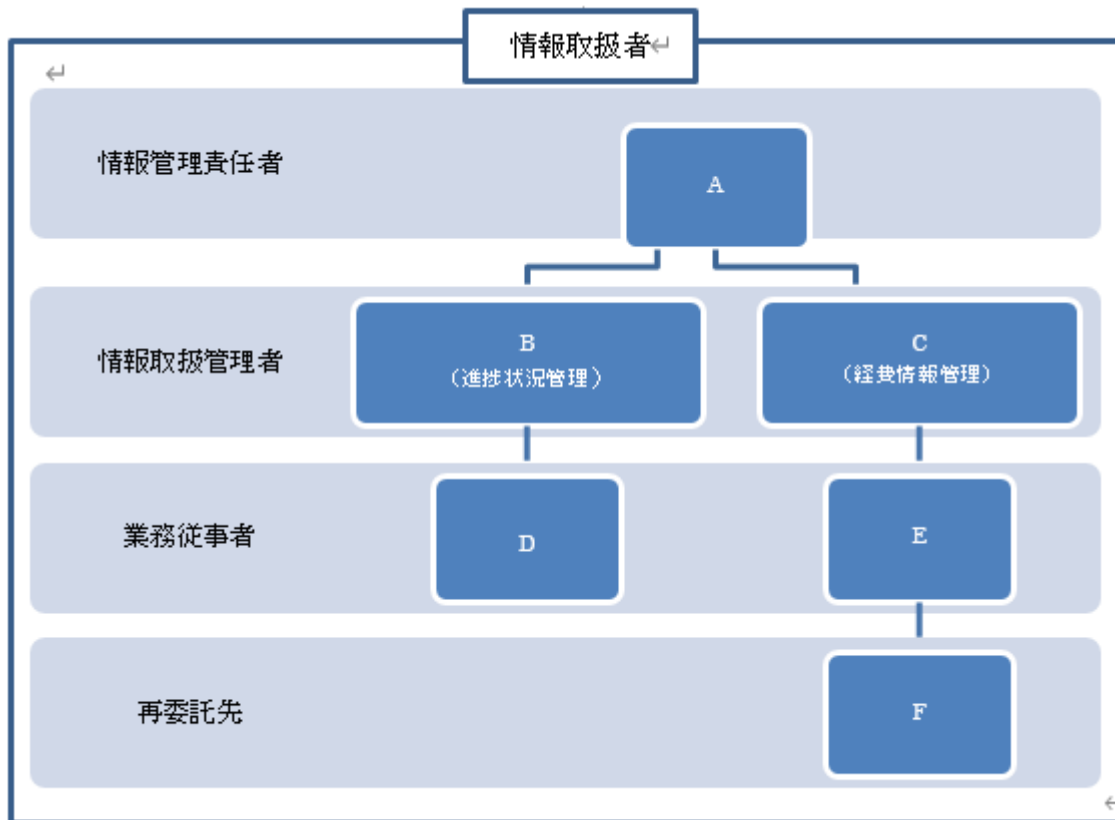 情報取扱者
情報管理責任者
A
情報取扱管理者
B
（進捗状況管理）
C
（経費情報管理）
業務従事者
D
E
再委託先
F